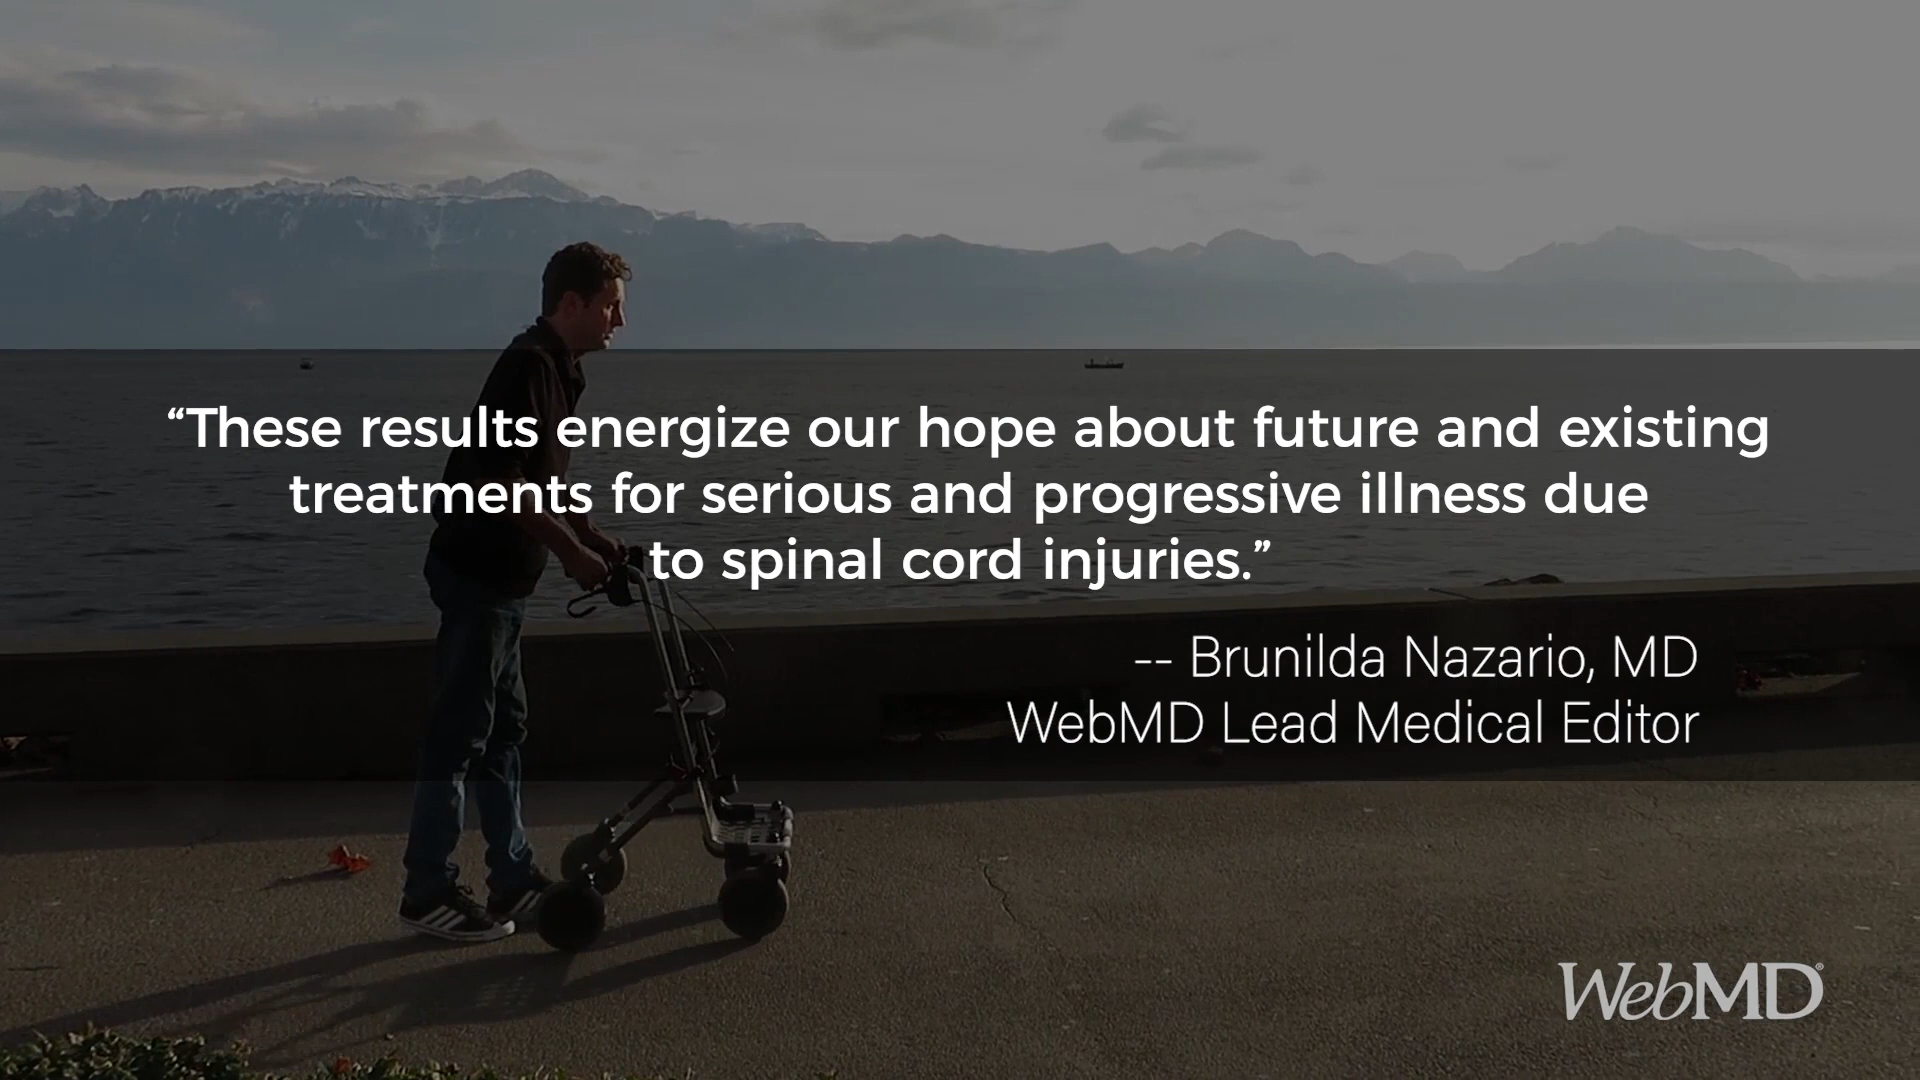 “These results energize our hope about future and existing
treatments for serious and progressive illness due
to spinal cord injuries.”
-- Brunilda Nazario, MD
WebMD Lead Medical Editor
WebMD®